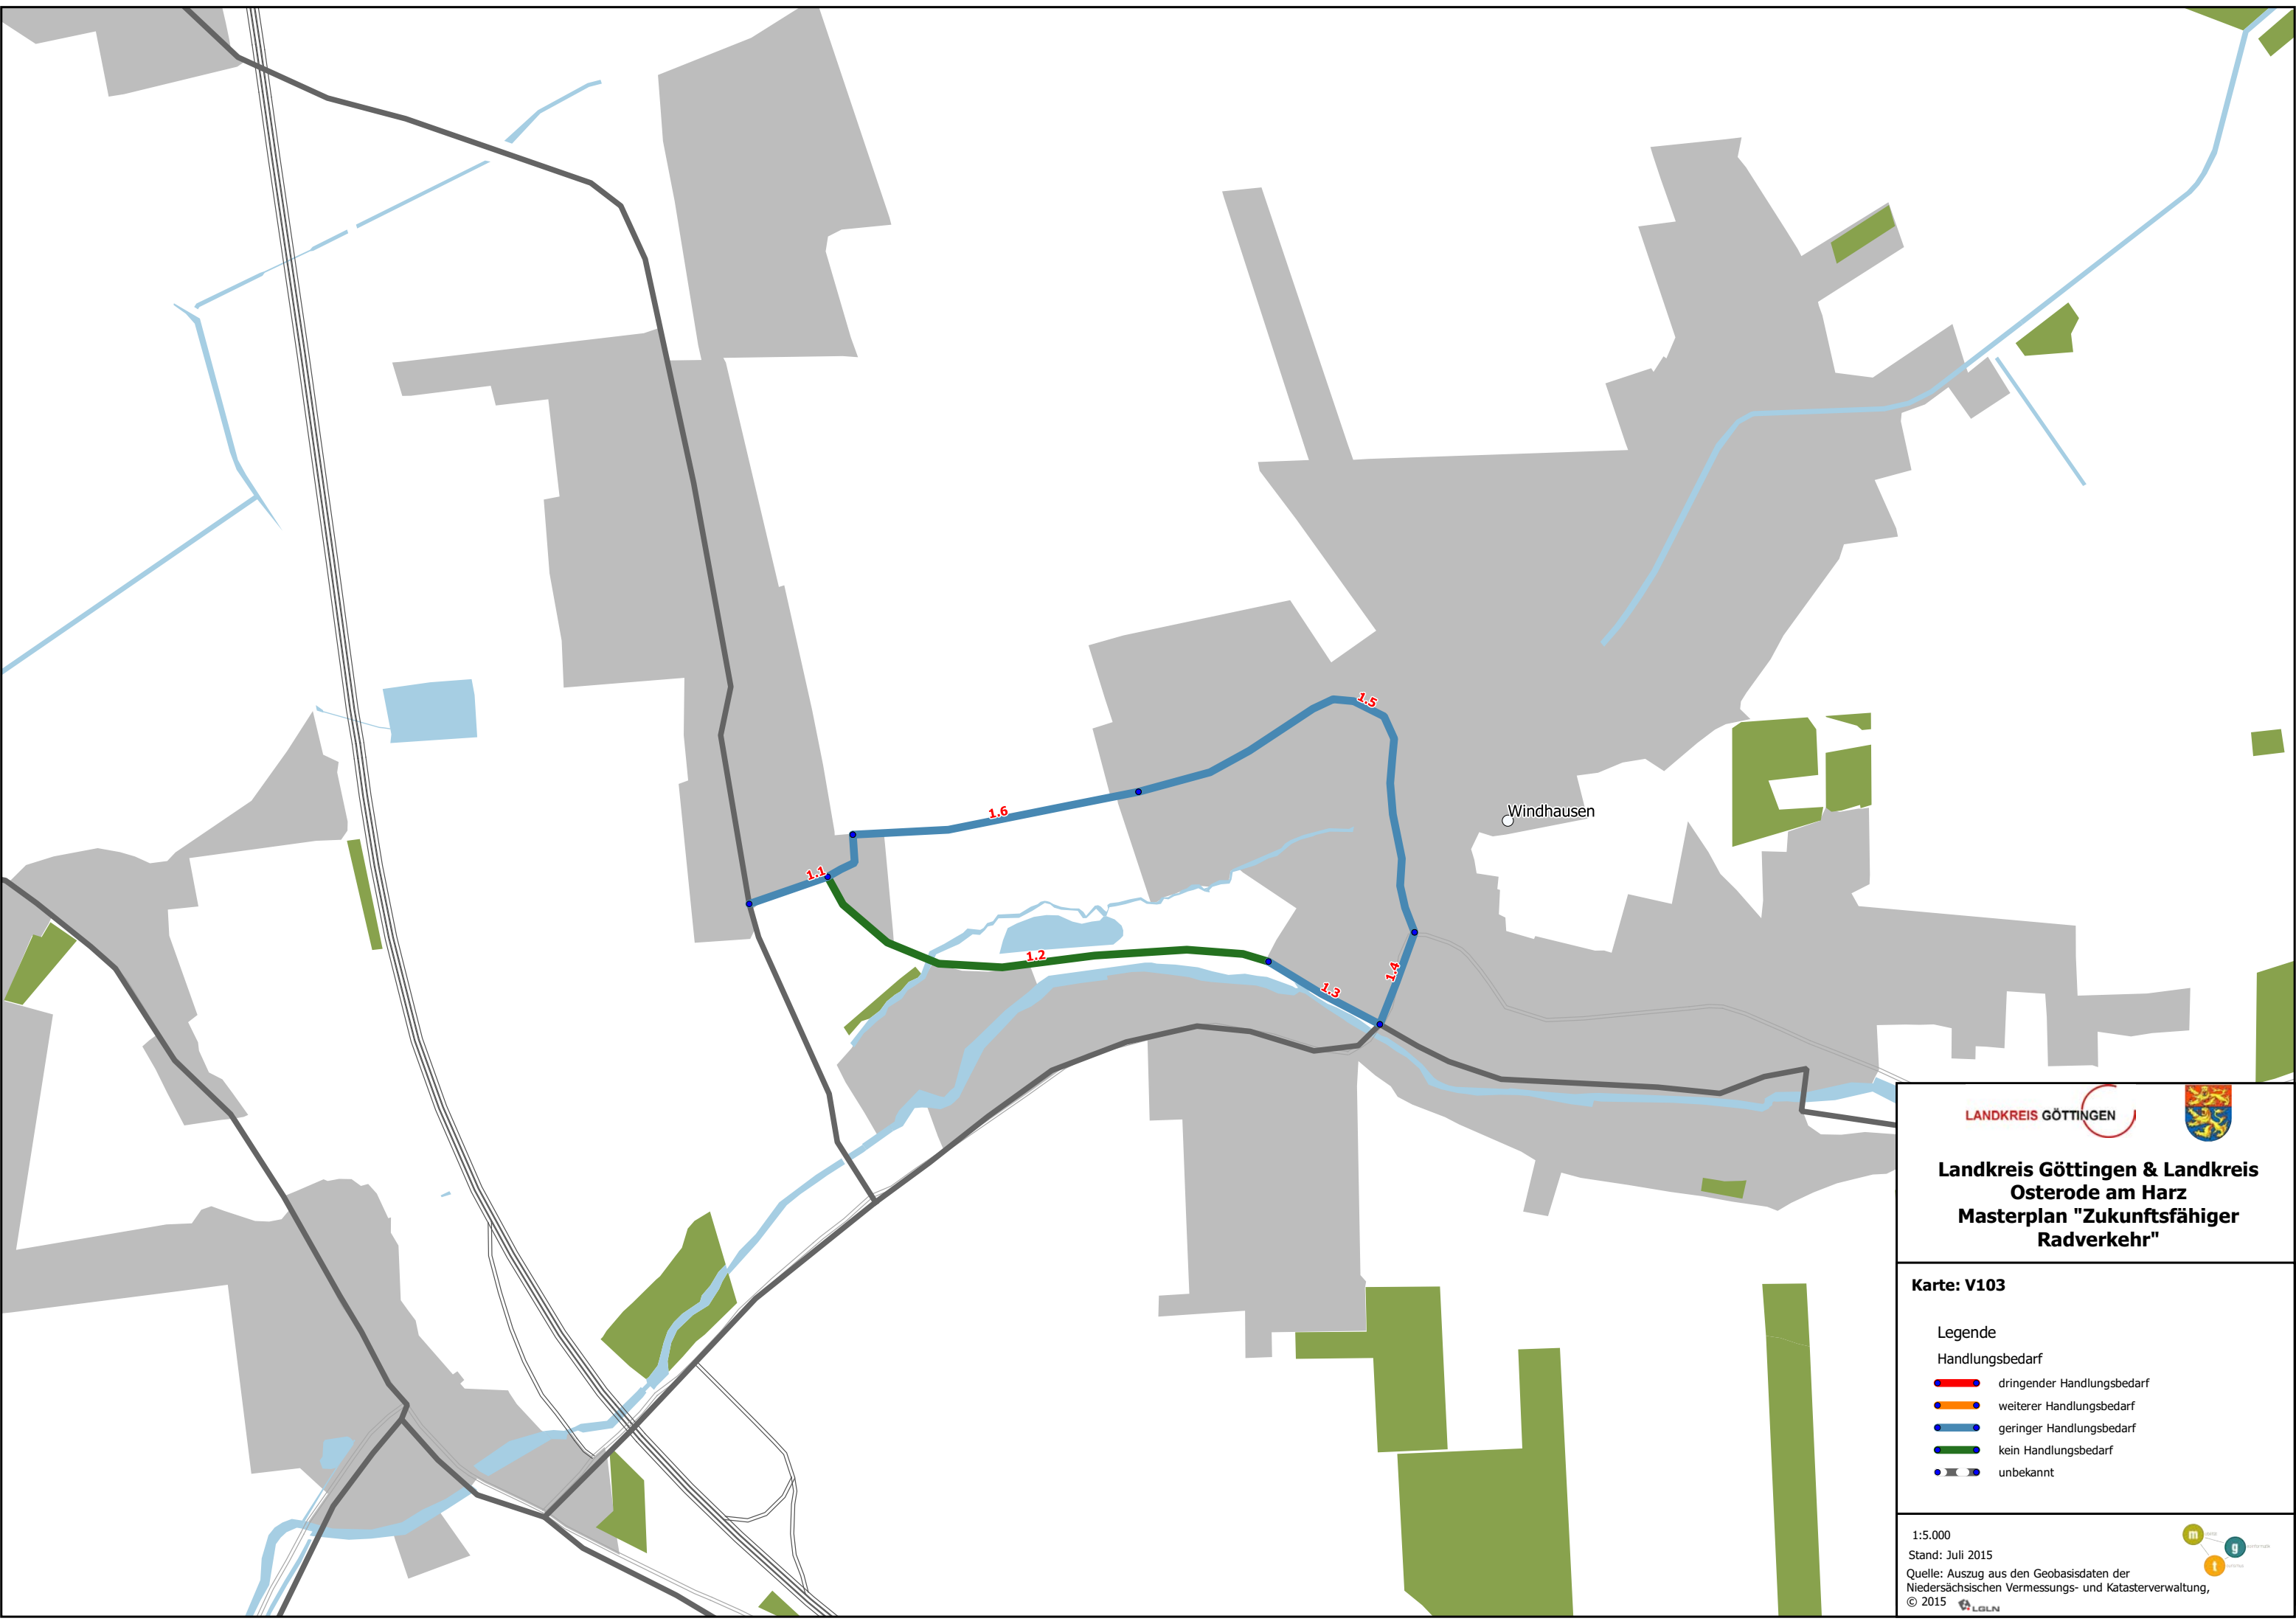 1.5
1.6
Windhausen
1.1
1.2
1.4
1.3
LANDKREIS GÖTTINGEN
Landkreis Göttingen & Landkreis
Osterode am Harz
Masterplan "Zukunftsfähiger
Radverkehr"
Karte: V103
Legende
Handlungsbedarf
dringender Handlungsbedarf
weiterer Handlungsbedarf
geringer Handlungsbedarf
kein Handlungsbedarf
unbekannt
1:5.000
m
g
t
Stand: Juli 2015
Quelle: Auszug aus den Geobasisdaten der
Niedersächsischen Vermessungs- und Katasterverwaltung,
© 2015 LGLN